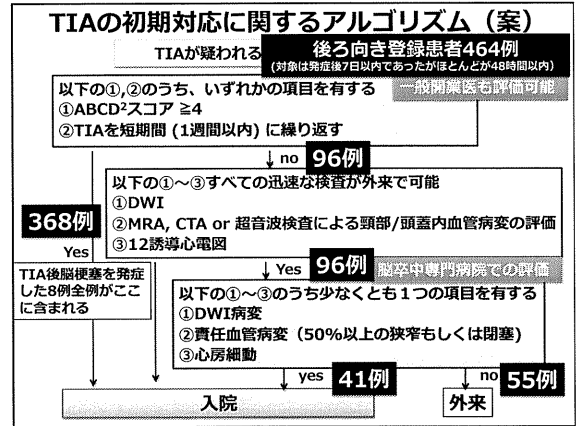 TIAの初期対応に関するアルゴリズム（案）
TIAが疑われる
後ろ向き登録患者464例
（対象は発症後7日以内であったがほとんどが48時間以内）
以下の①,②のうち、いずれかの項目を有する
一般開業医も評価可能
①ABCD²スコア ≧4
②TIAを短期間 (1週間以内) に繰り返す
no
96例
以下の①～③すべての迅速な検査が外来で可能
①DWI
②MRA, CTA or 超音波検査による頸部/頭蓋内血管病変の評価
③12誘導心電図
368例
Yes
Yes
96例
脳卒中専門病院での評価
TIA後脳梗塞を発症
した8例全例がここ
に含まれる
以下の①～③のうち少なくとも１つの項目を有する
①DWI病変
②責任血管病変（50%以上の狭窄もしくは閉塞）
③心房細動
yes
41例
no
55例
入院
外来